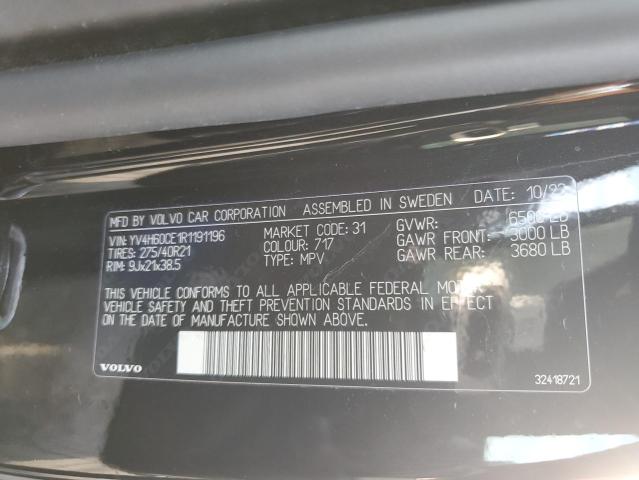 MFD BY VOLVO CAR CORPORATION ASSEMBLED IN SWEDEN DATE: 10/23
VIN: YV4H60CE1R1191196 MARKET CODE: 31 GVWR: 6500 LB
TIRES: 275/40R21 COLOUR: 717 GAWR FRONT: 3000 LB
RIM: 9Jx21x38.5 TYPE: MPV GAWR REAR: 3680 LB
THIS VEHICLE CONFORMS TO ALL APPLICABLE FEDERAL MOTOR
VEHICLE SAFETY AND THEFT PREVENTION STANDARDS IN EFFECT
ON THE DATE OF MANUFACTURE SHOWN ABOVE.
VOLVO 32418721